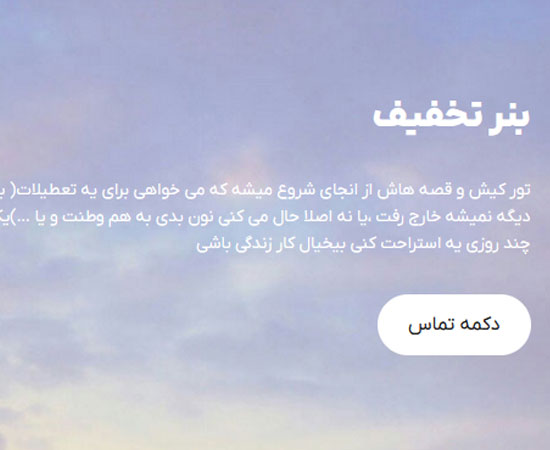 بنر تخفیف
تور کیش و قصه هاش از انجای شروع میشه که می خواهی برای یه تعطیلات(
دیگه نمیشه خارج رفت ،یا نه اصلا حال می کنی نون بدی به هم وطنت و یا ...)
چند روزی یه استراحت کنی بیخیال کار زندگی باشی
دکمه تماس